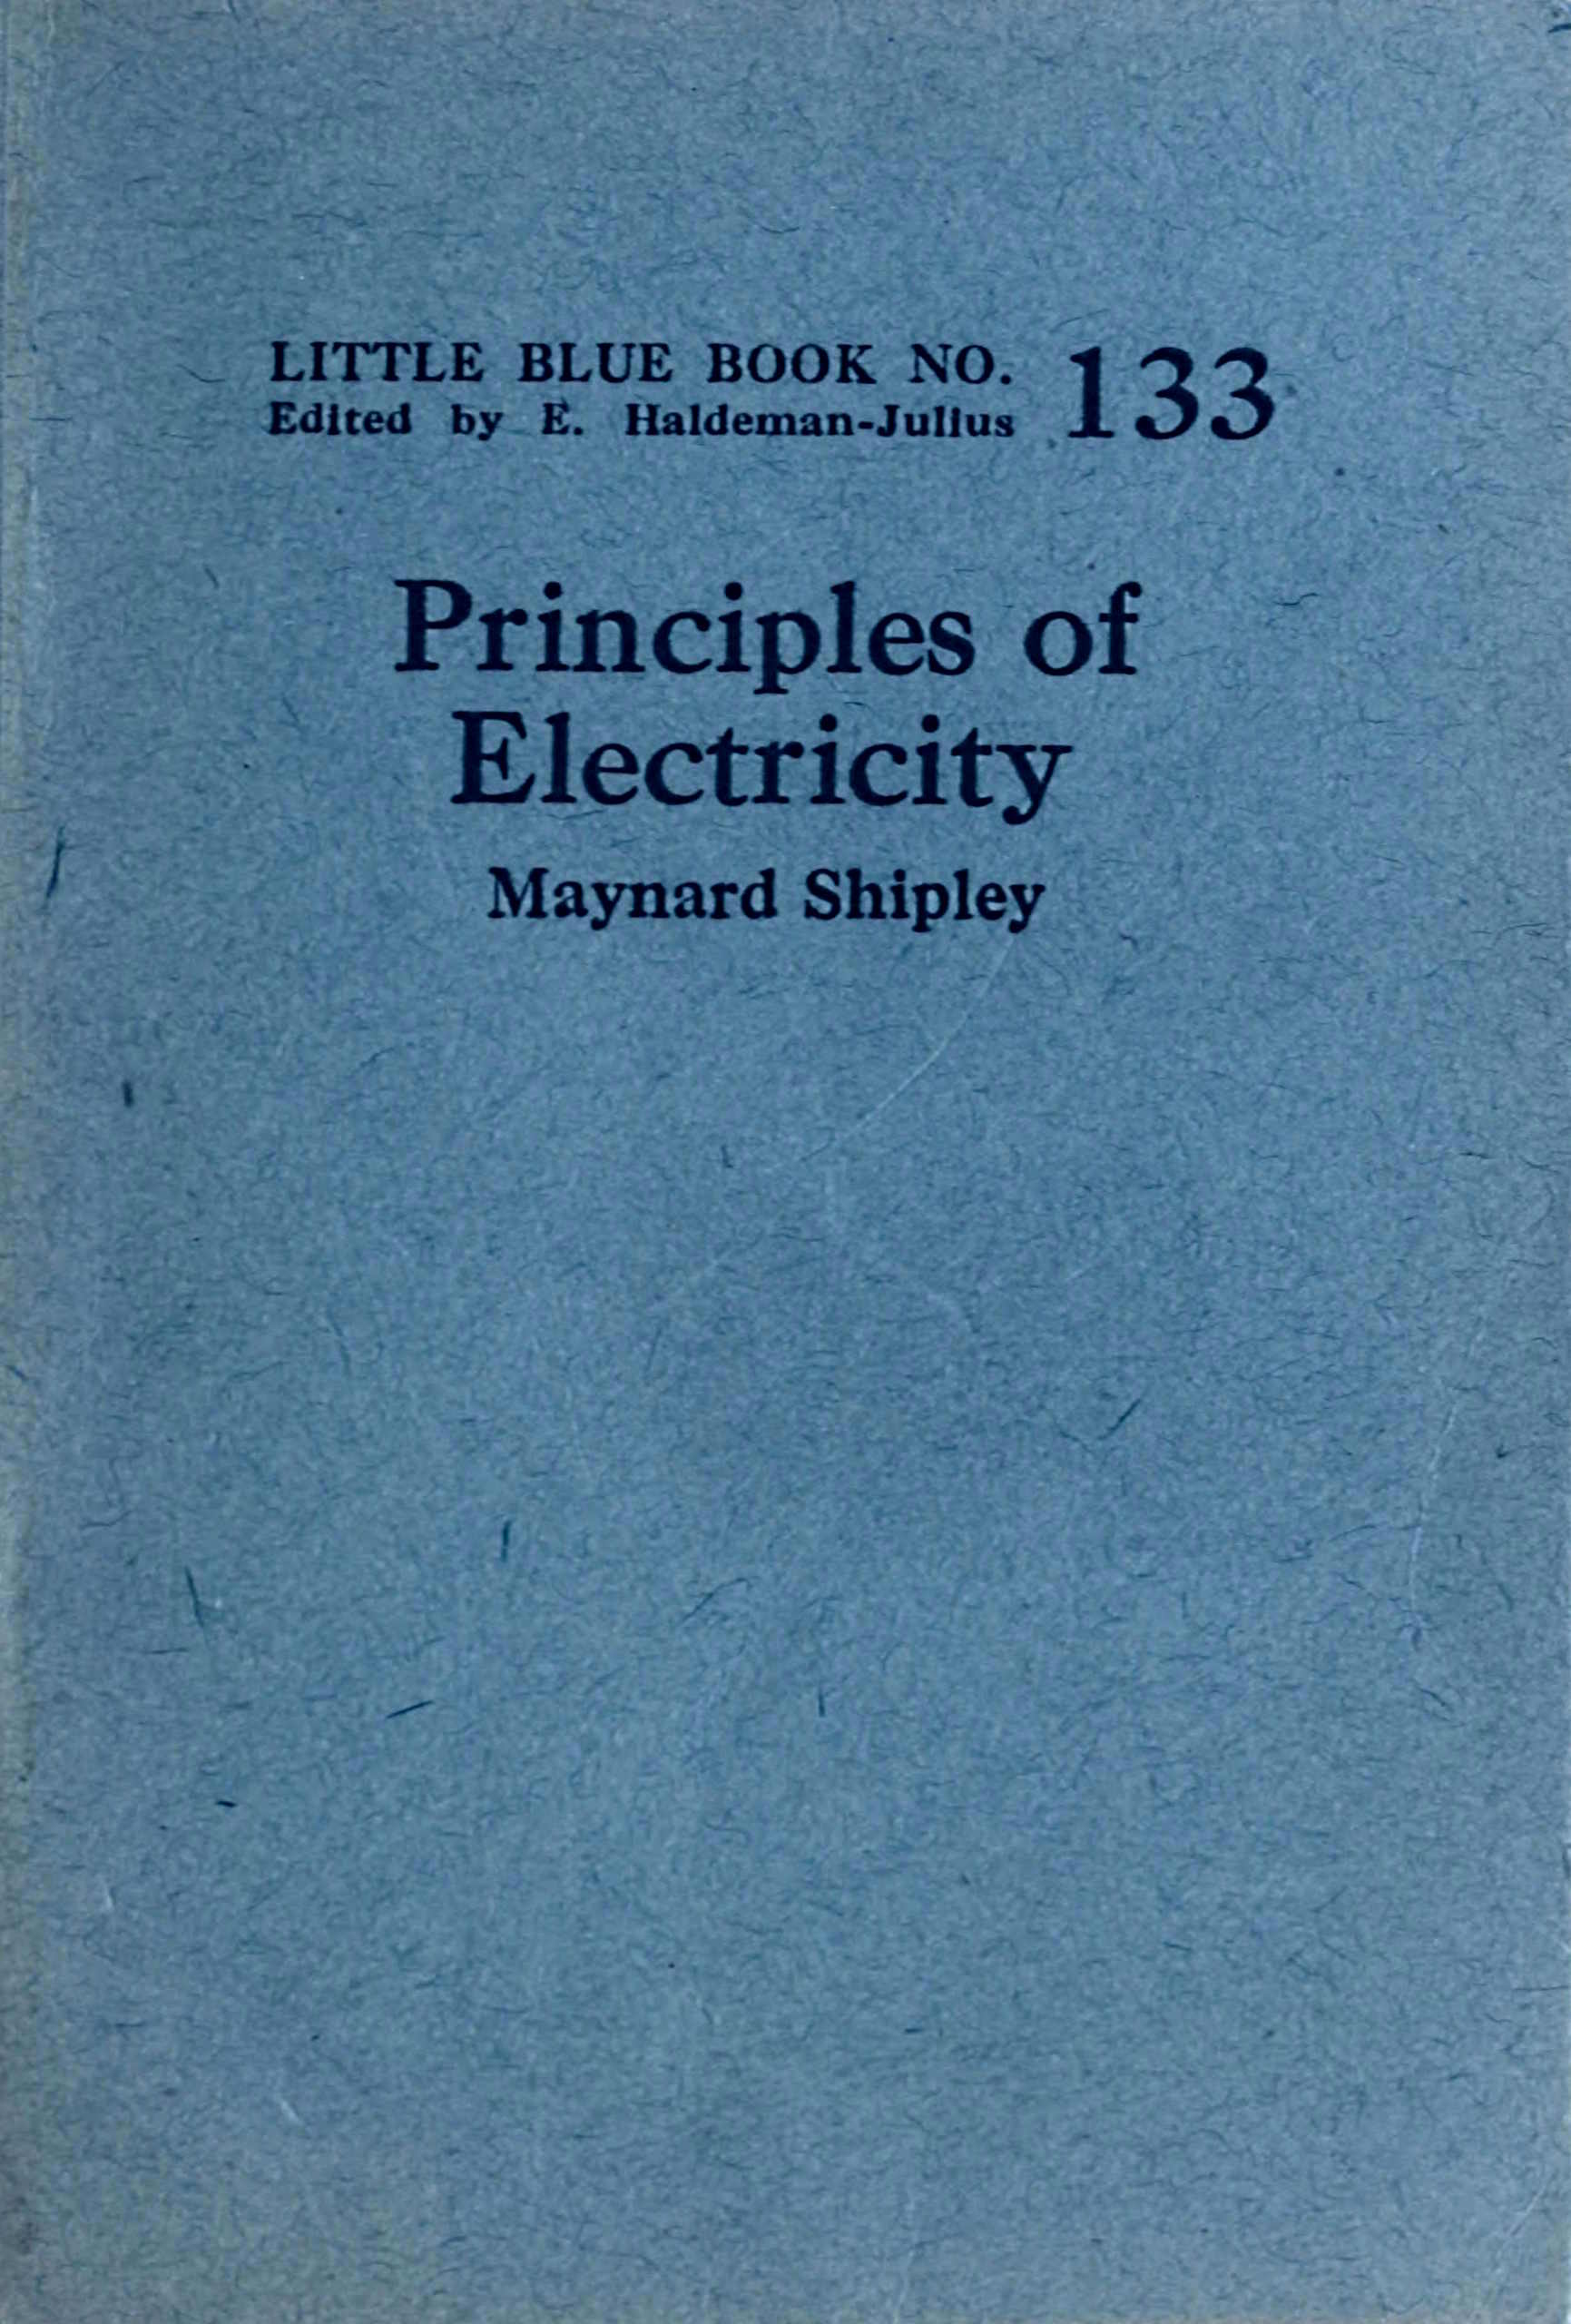 LITTLE BLUE BOOK NO. 133
Edited by E. Haldeman-Julius
Principles of
Electricity
Maynard Shipley